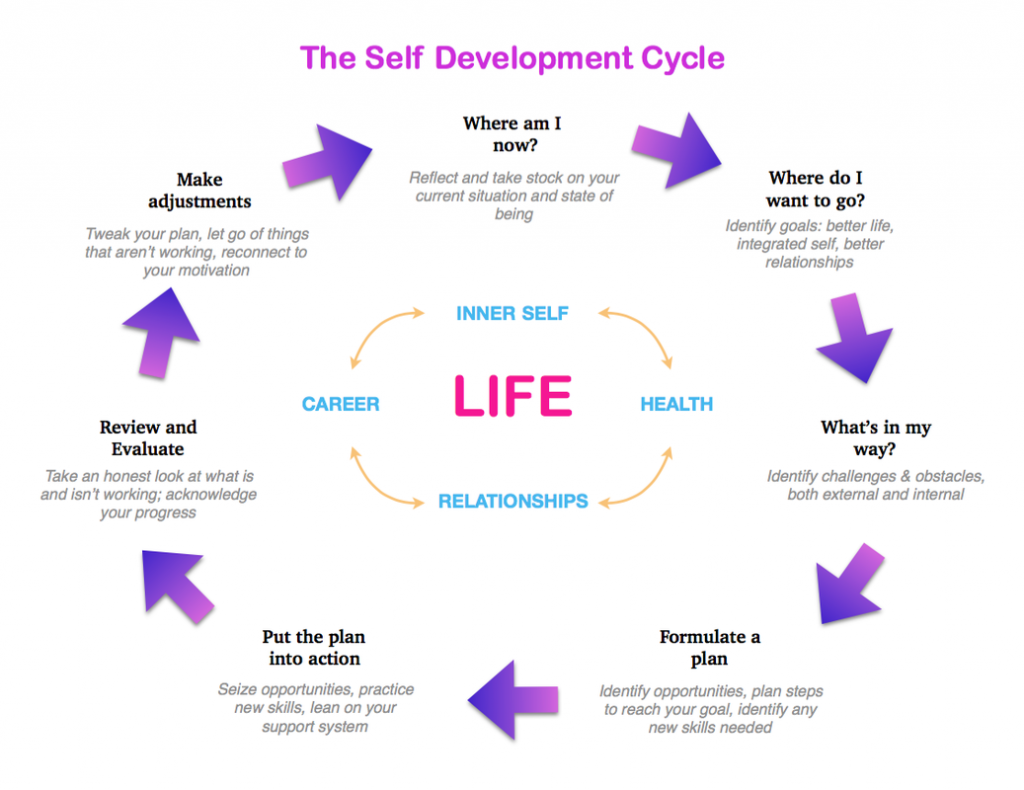 The Self Development Cycle
Where am I
now?
Reflect and take stock on your
current situation and state of
being
Where do I
want to go?
Identify goals: better life,
integrated self, better
relationships
What’s in my
way?
Identify challenges & obstacles,
both external and internal
Formulate a
plan
Identify opportunities, plan steps
to reach your goal, identify any
new skills needed
Put the plan
into action
Seize opportunities, practice
new skills, lean on your
support system
Review and
Evaluate
Take an honest look at what is
and isn’t working; acknowledge
your progress
Make
adjustments
Tweak your plan, let go of things
that aren’t working, reconnect to
your motivation
INNER SELF
CAREER
LIFE
HEALTH
RELATIONSHIPS